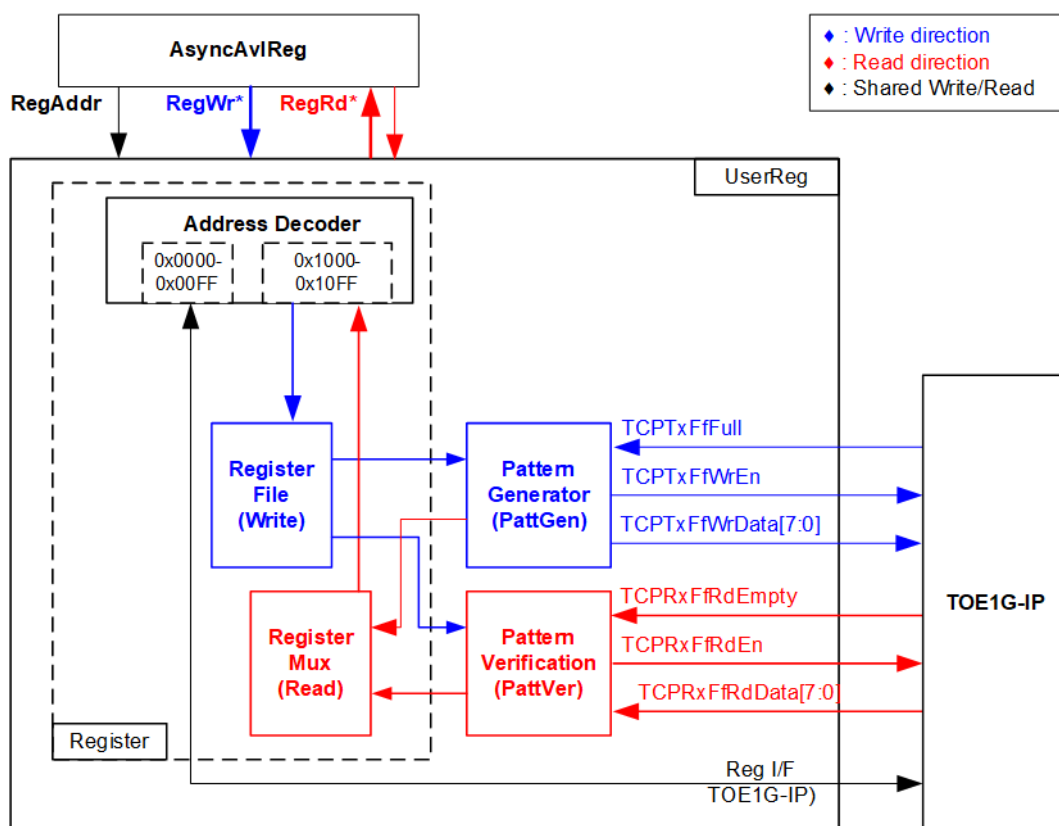 AsyncAvlReg
♦ : Write direction
♦ : Read direction
♦ : Shared Write/Read
RegAddr
RegWr*
RegRd*
UserReg
Address Decoder
0x0000-
0x00FF
0x1000-
0x10FF
Register
File
(Write)
Pattern
Generator
(PattGen)
TCPTxFfFull
TCPTxFfWrEn
TCPTxFfWrData[7:0]
Register
Mux
(Read)
Pattern
Verification
(PattVer)
TCPRxFfRdEmpty
TCPRxFfRdEn
TCPRxFfRdData[7:0]
TOE1G-IP
Register
Reg I/F
TOE1G-IP)